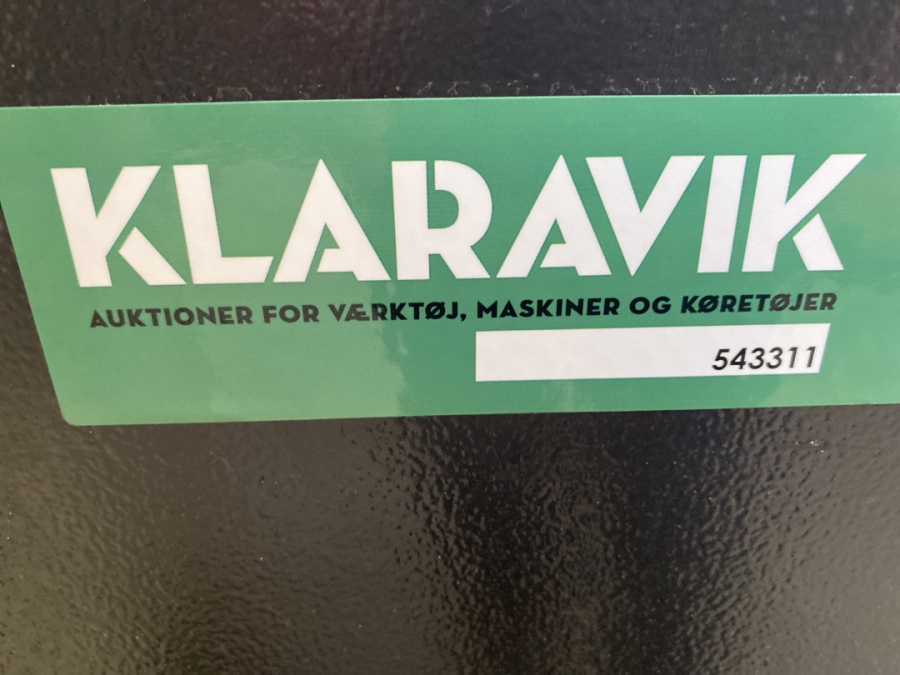 KLARAVIK
AUKTIONER FOR VÆRKTØJ, MASKINER OG KØRETØJER
543311